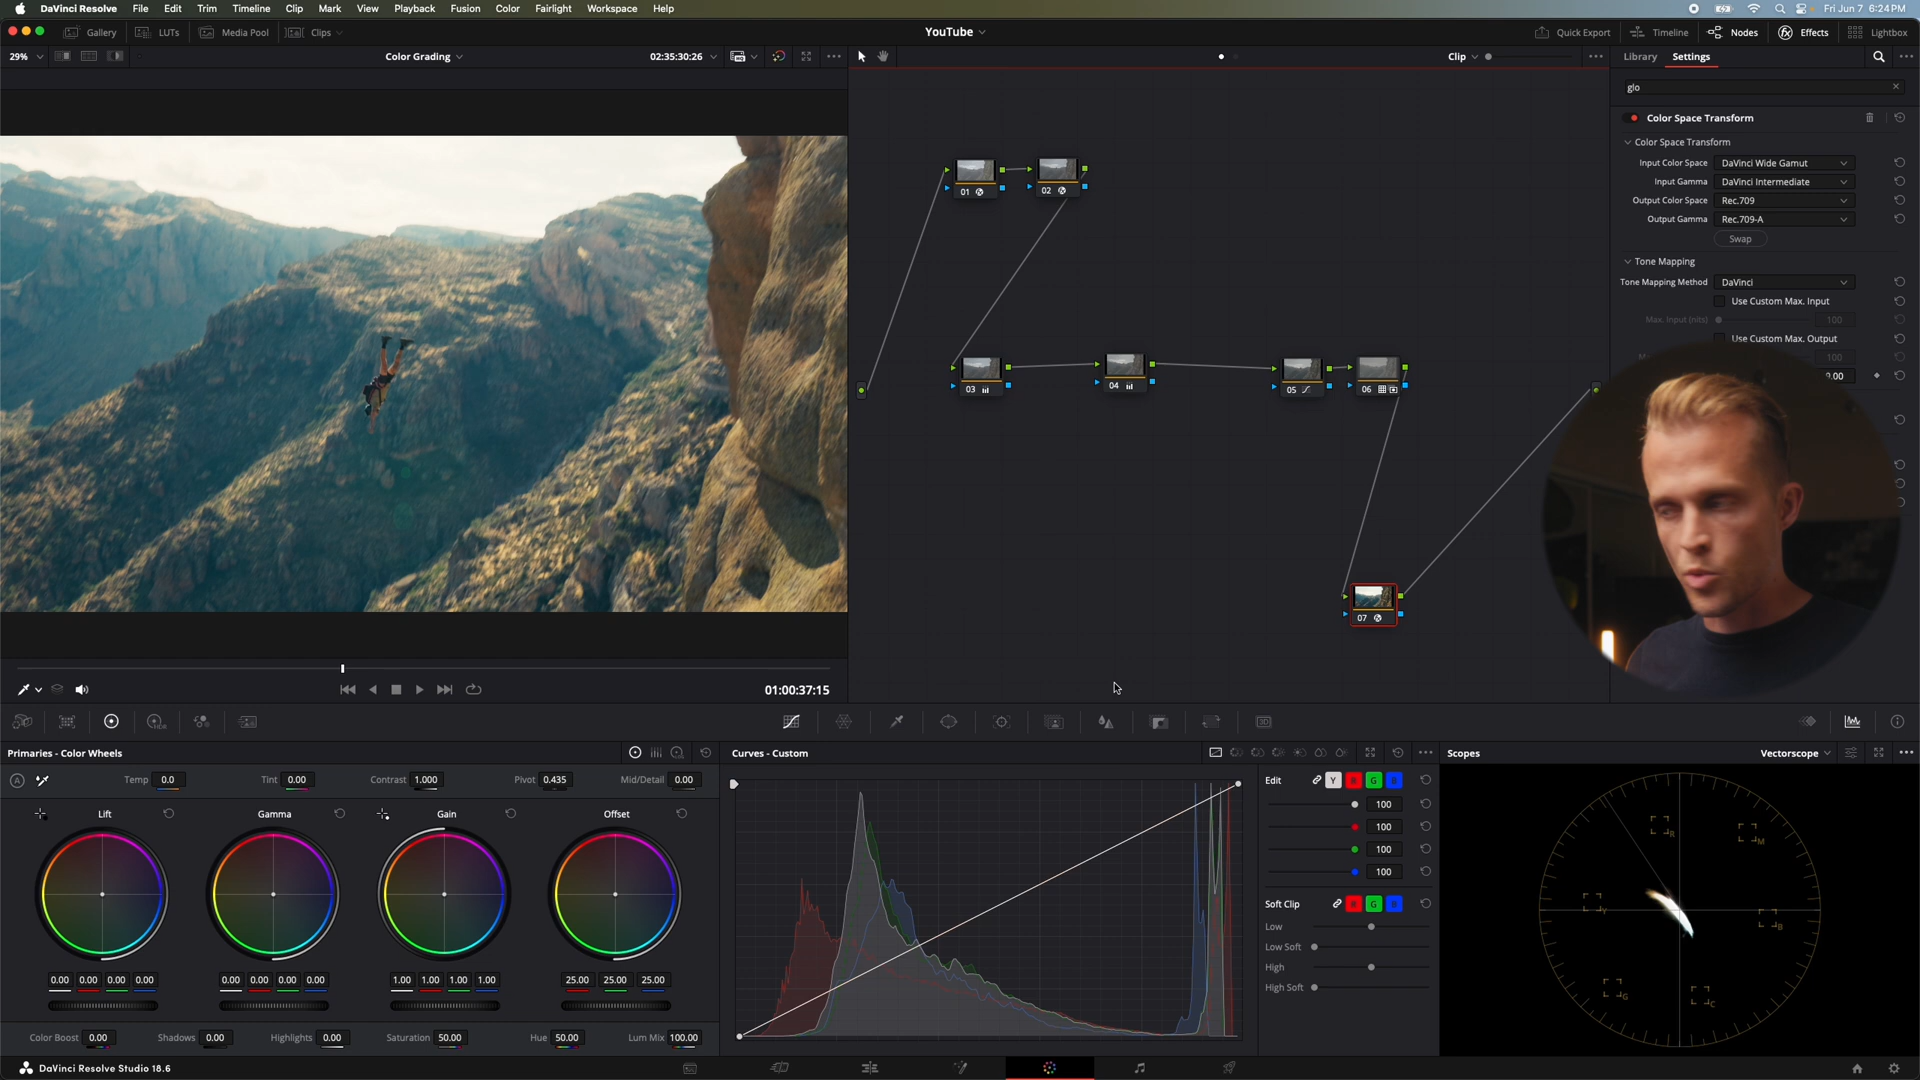 DaVinci Resolve File Edit Trim Timeline Clip Mark View Playback Fusion Color Fairlight Workspace Help Fri Jun 7 6:24 PM
Gallery LUTs Media Pool Clips YouTube Quick Export Timeline Nodes Effects Lightbox
29% Color Grading 02:35:30:26 Clip Library Settings
glo
Color Space Transform
Color Space Transform
Input Color Space DaVinci Wide Gamut
Input Gamma DaVinci Intermediate
Output Color Space Rec.709
Output Gamma Rec.709-A
Swap
Tone Mapping
Tone Mapping Method DaVinci
Use Custom Max. Input
Max. Input (nits) 100
Use Custom Max. Output
100
01
02
03
04
05
06
07
01:00:37:15
Primaries - Color Wheels
Temp 0.0 Tint 0.00 Contrast 1.000 Pivot 0.435 Mid/Detail 0.00
Lift Gamma Gain Offset
0.00 0.00 0.00 0.00 0.00 0.00 0.00 0.00 1.00 1.00 1.00 1.00 25.00 25.00 25.00
Color Boost 0.00 Shadows 0.00 Highlights 0.00 Saturation 50.00 Hue 50.00 Lum Mix 100.00
Curves - Custom
Edit Y R G B
100
100
100
100
Soft Clip R G B
Low
Low Soft
High
High Soft
Scopes Vectorscope
R
M
Y
B
G
C
DaVinci Resolve Studio 18.6